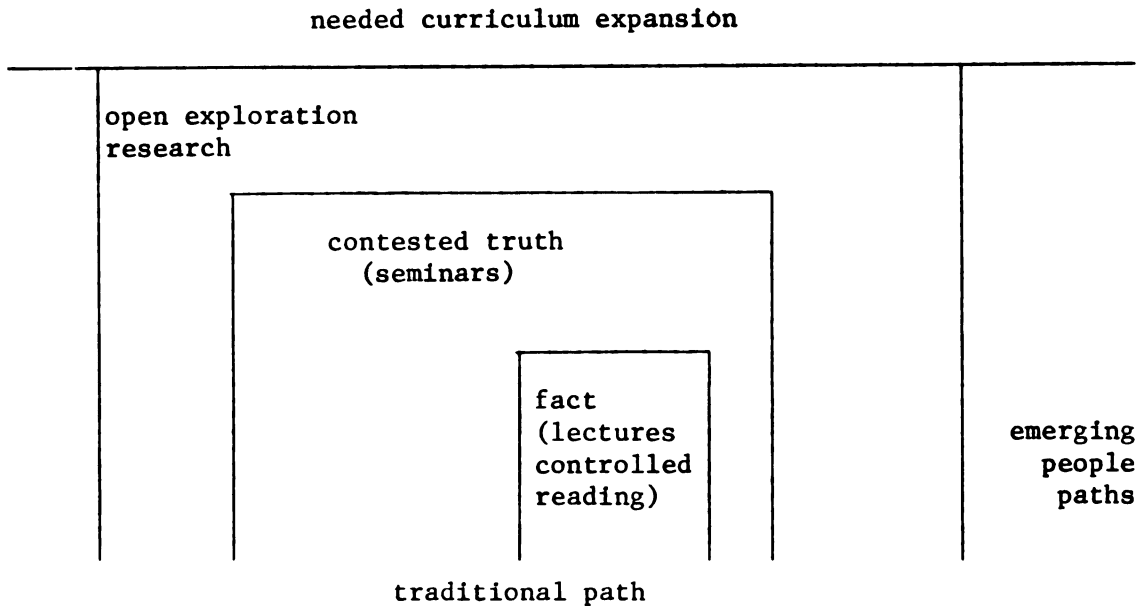 needed curriculum expansion
open exploration
research
contested truth
(seminars)
fact
(lectures
controlled
reading)
emerging
people
paths
traditional path